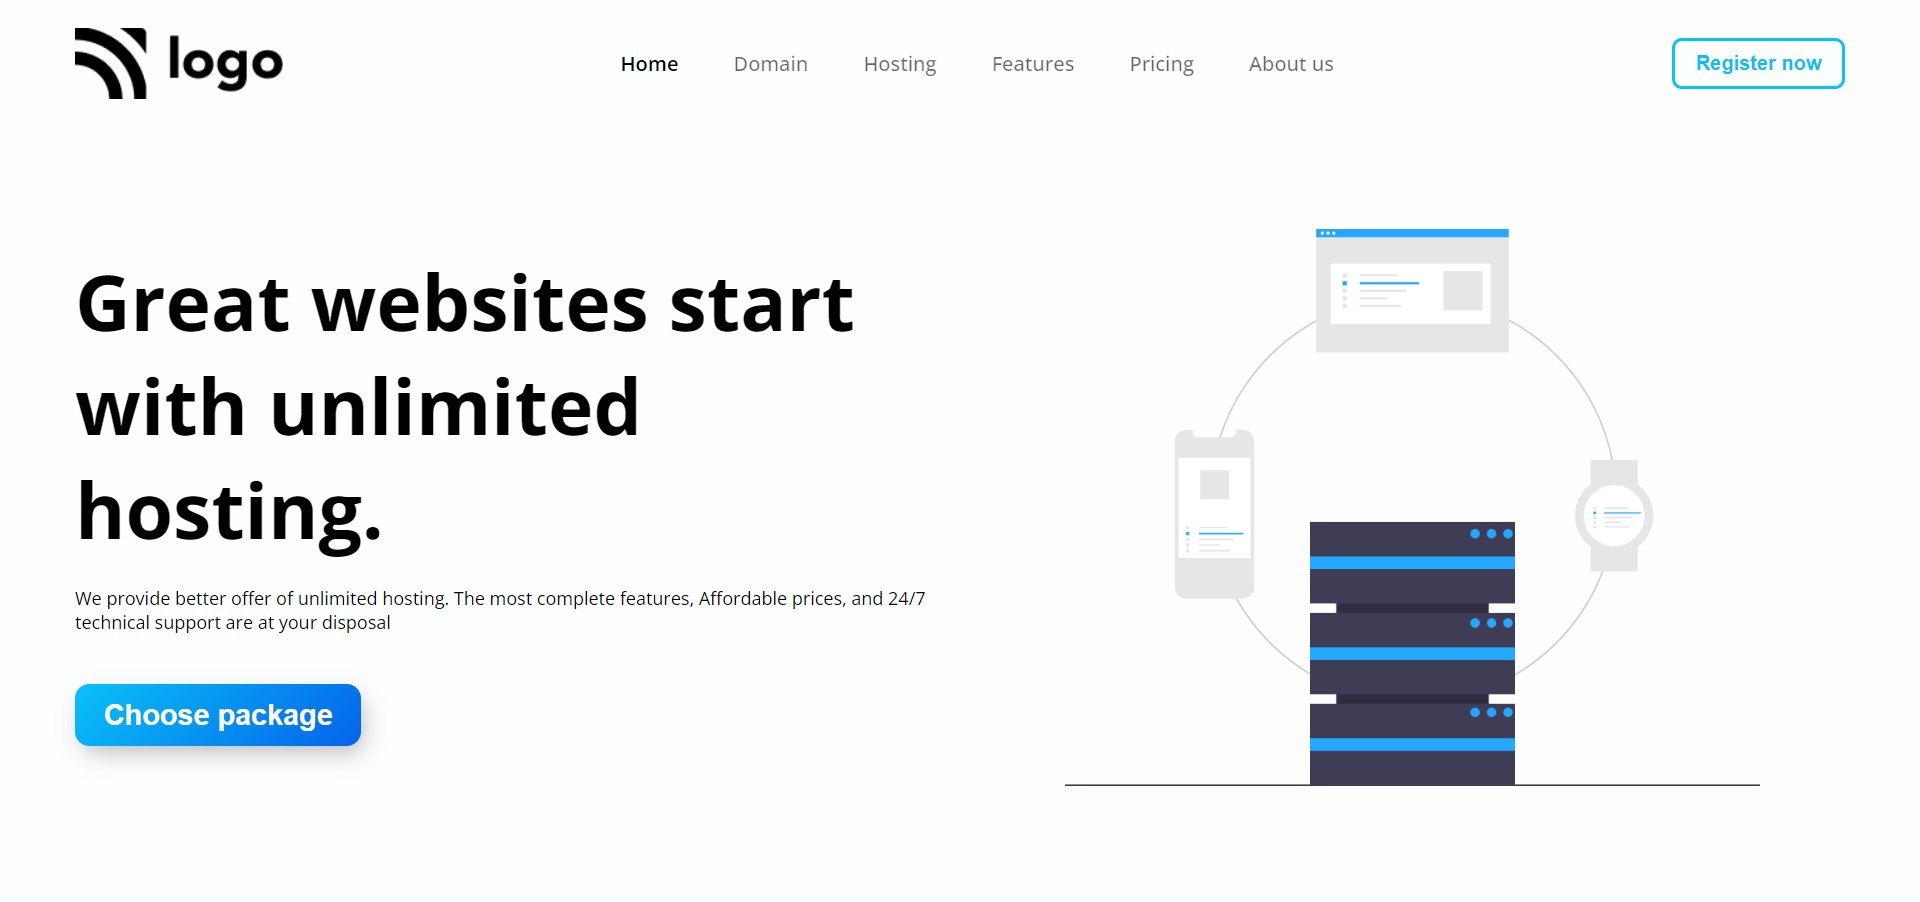 logo
Home Domain Hosting Features Pricing About us
Register now
Great websites start
with unlimited
hosting.
We provide better offer of unlimited hosting. The most complete features, Affordable prices, and 24/7
technical support are at your disposal
Choose package